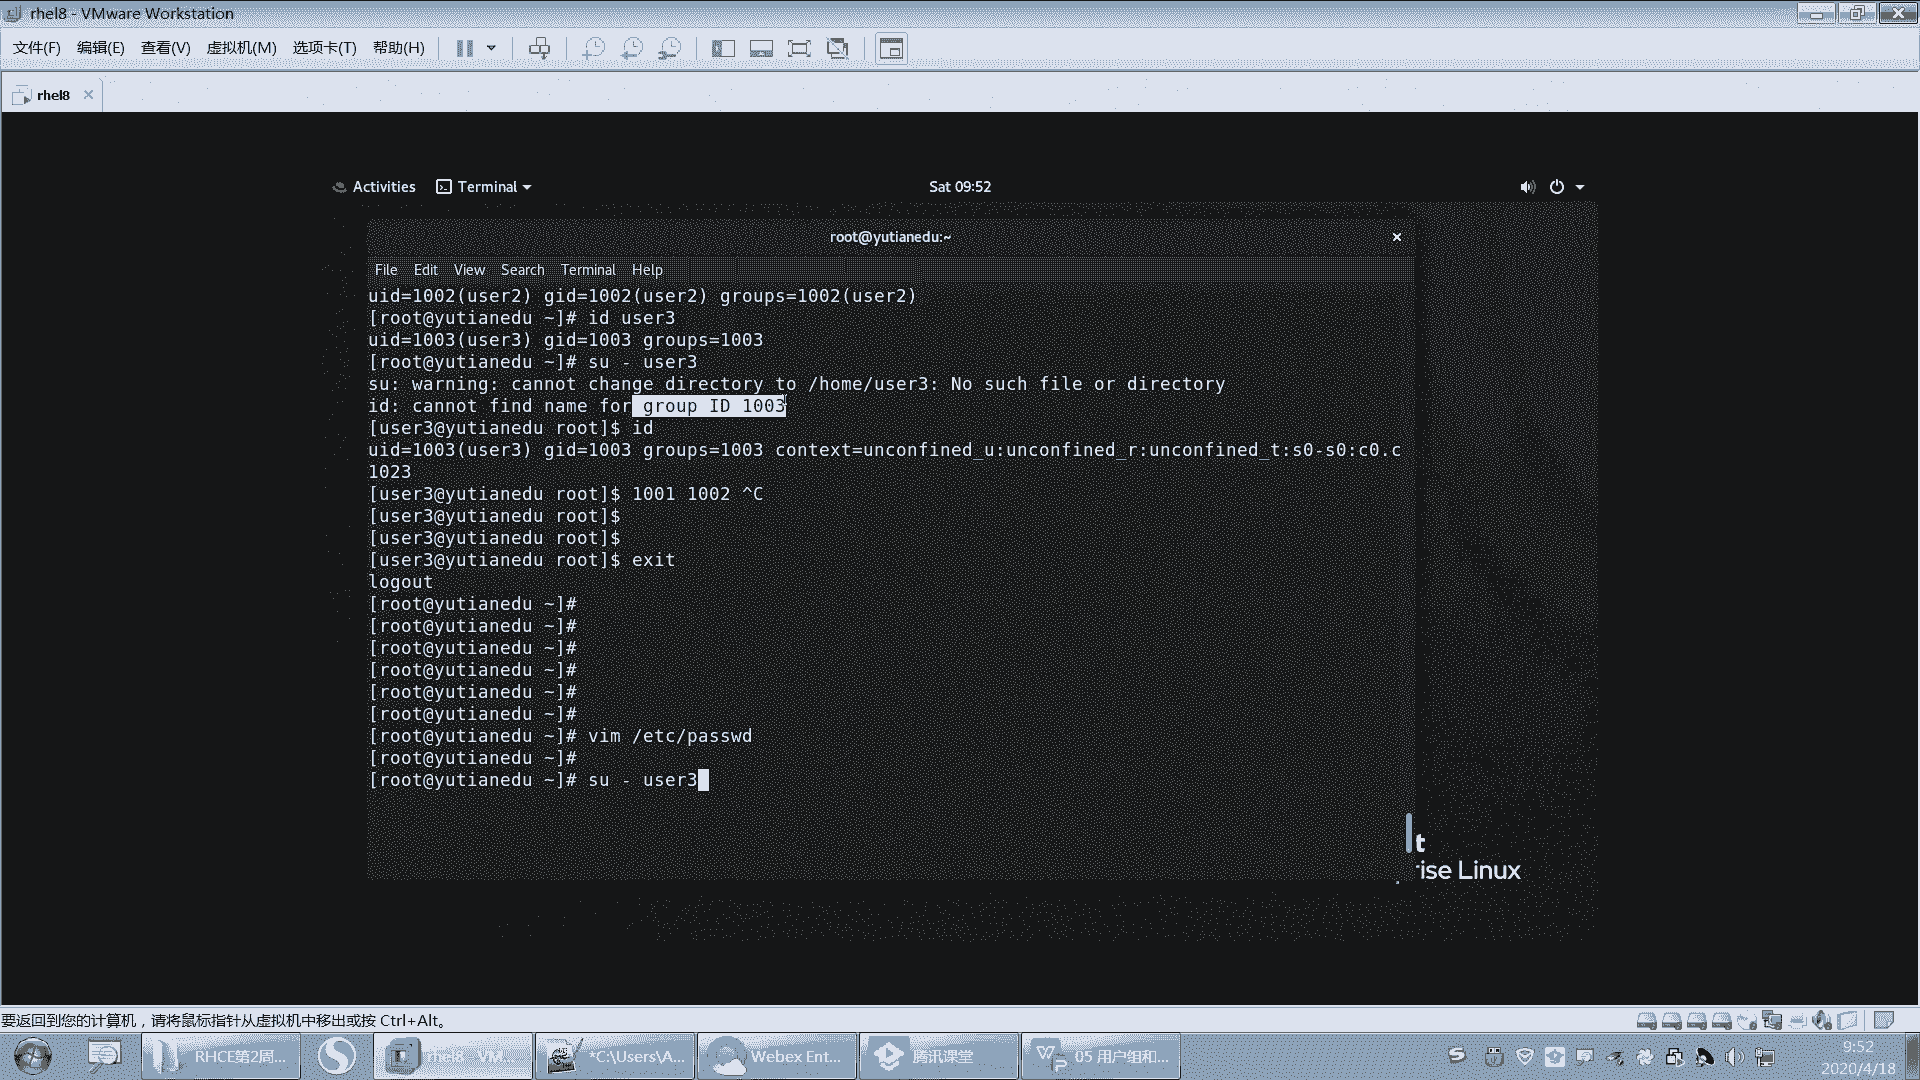 rhel8 - VMware Workstation
文件(F) 编辑(E) 查看(V) 虚拟机(M) 选项卡(T) 帮助(H)
rhel8
Activities Terminal Sat 09:52
root@yutianedu:~
File Edit View Search Terminal Help
uid=1002(user2) gid=1002(user2) groups=1002(user2)
[root@yutianedu ~]# id user3
uid=1003(user3) gid=1003 groups=1003
[root@yutianedu ~]# su - user3
su: warning: cannot change directory to /home/user3: No such file or directory
id: cannot find name for group ID 1003
[user3@yutianedu root]$ id
uid=1003(user3) gid=1003 groups=1003 context=unconfined_u:unconfined_r:unconfined_t:s0-s0:c0.c
1023
[user3@yutianedu root]$ 1001 1002 ^C
[user3@yutianedu root]$
[user3@yutianedu root]$
[user3@yutianedu root]$ exit
logout
[root@yutianedu ~]#
[root@yutianedu ~]#
[root@yutianedu ~]#
[root@yutianedu ~]#
[root@yutianedu ~]#
[root@yutianedu ~]#
[root@yutianedu ~]# vim /etc/passwd
[root@yutianedu ~]#
[root@yutianedu ~]# su - user3
t
rise Linux
要返回到您的计算机，请将鼠标指针从虚拟机中移出或按 Ctrl+Alt。
RHCE第2周... rhel8 - VM... *C:\Users\A... Webex Ent... 腾讯课堂 05 用户组和... 9:52
2020/4/18